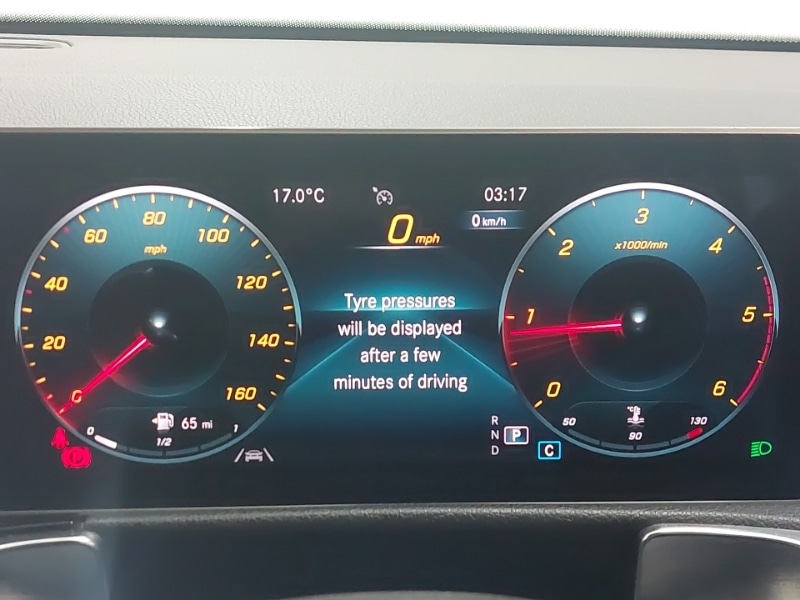 17.0°C
03:17
0 mph
0 km/h
80
60
100
mph
40
120
20
140
0
160
65 mi
0
1/2
1
Tyre pressures
will be displayed
after a few
minutes of driving
3
2
4
x1000/min
1
5
0
6
°C
50
90
130
R
N
P
D
C
P